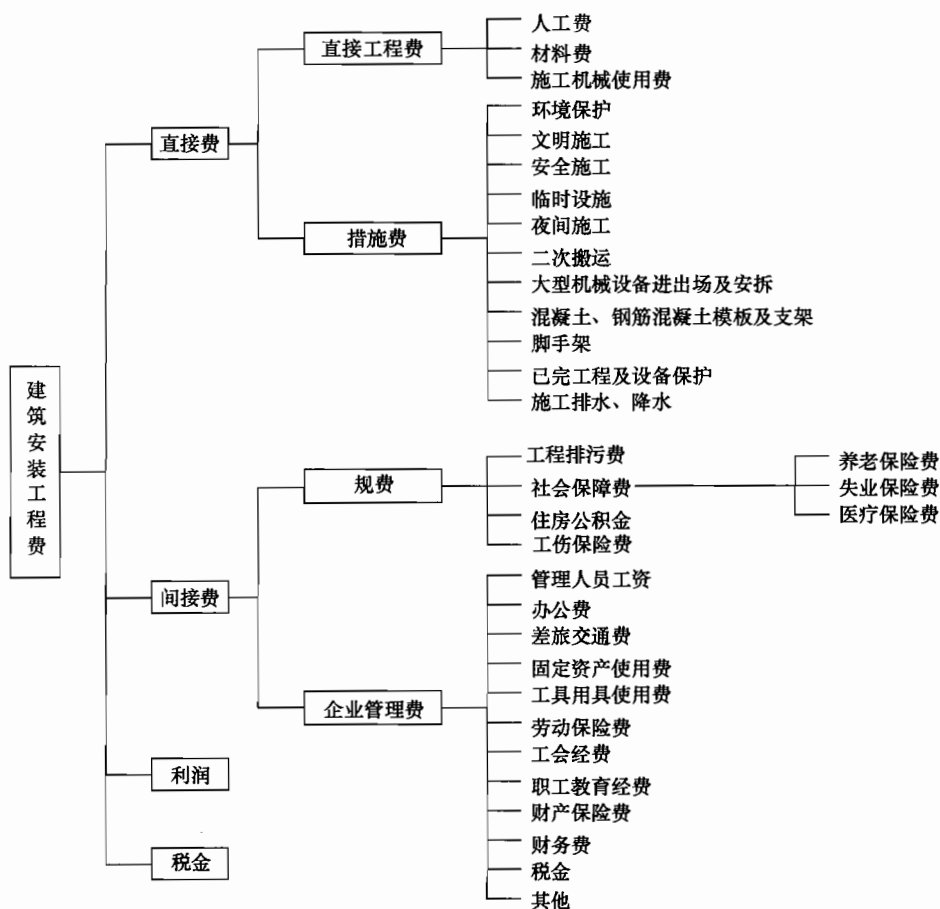 建筑安装工程费
直接费
直接工程费
人工费
材料费
施工机械使用费
措施费
环境保护
文明施工
安全施工
临时设施
夜间施工
二次搬运
大型机械设备进出场及安拆
混凝土、钢筋混凝土模板及支架
脚手架
已完工程及设备保护
施工排水、降水
间接费
规费
工程排污费
社会保障费
养老保险费
失业保险费
医疗保险费
住房公积金
工伤保险费
企业管理费
管理人员工资
办公费
差旅交通费
固定资产使用费
工具用具使用费
劳动保险费
工会经费
职工教育经费
财产保险费
财务费
税金
其他
利润
税金